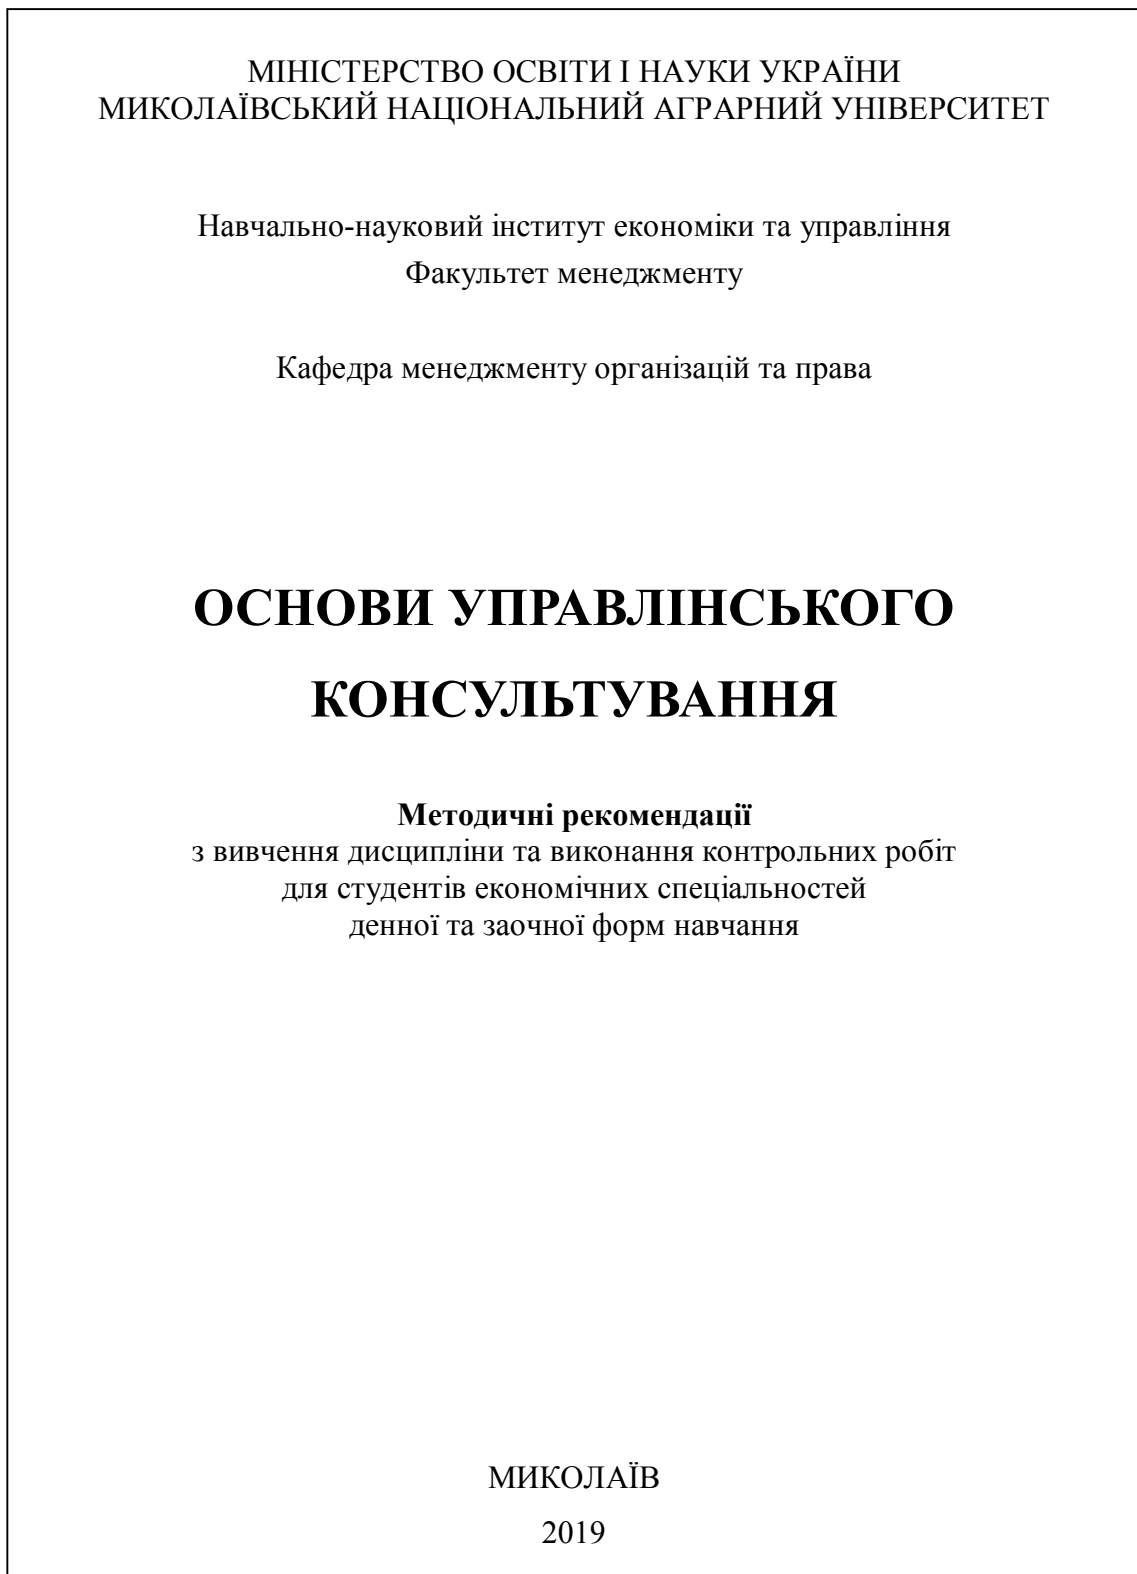 МІНІСТЕРСТВО ОСВІТИ І НАУКИ УКРАЇНИ
МИКОЛАЇВСЬКИЙ НАЦІОНАЛЬНИЙ АГРАРНИЙ УНІВЕРСИТЕТ
Навчально-науковий інститут економіки та управління
Факультет менеджменту
Кафедра менеджменту організацій та права
ОСНОВИ УПРАВЛІНСЬКОГО
КОНСУЛЬТУВАННЯ
Методичні рекомендації
з вивчення дисципліни та виконання контрольних робіт
для студентів економічних спеціальностей
денної та заочної форм навчання
МИКОЛАЇВ
2019